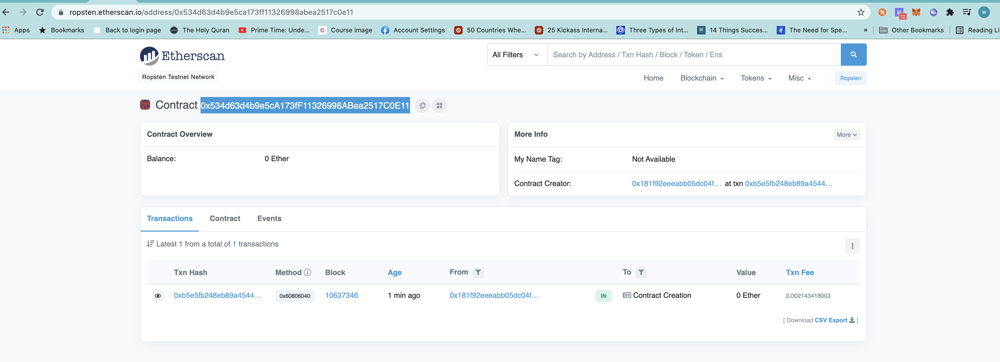 ropsten.etherscan.io/address/0x534d63d4b9e5ca173ff11326998abea2517c0e11
12
Ws
W
Apps Bookmarks Back to login page The Holy Quran Prime Time: Unde... Course image Account Settings 50 Countries Whe... 25 Kickass Interna... Three Types of Int... BI 14 Things Succes... The Need for Spe... » Other Bookmarks Reading Li
Etherscan
All Filters Search by Address / Txn Hash / Block / Token / Ens
Ropsten Testnet Network
Home Blockchain Tokens Misc Ropsten
Contract 0x534d63d4b9e5cA173fF11326998ABea2517C0E11
Contract Overview
Balance: 0 Ether
More Info More
My Name Tag: Not Available
Contract Creator: 0x181f92eeeabb05dc04f... at txn 0xb5e5fb248eb89a4544...
Transactions Contract Events
Latest 1 from a total of 1 transactions
Txn Hash Method Block Age From To Value Txn Fee
0xb5e5fb248eb89a4544... 0x60806040 10637346 1 min ago 0x181f92eeeabb05dc04f... IN Contract Creation 0 Ether 0.002143418003
[ Download CSV Export ]